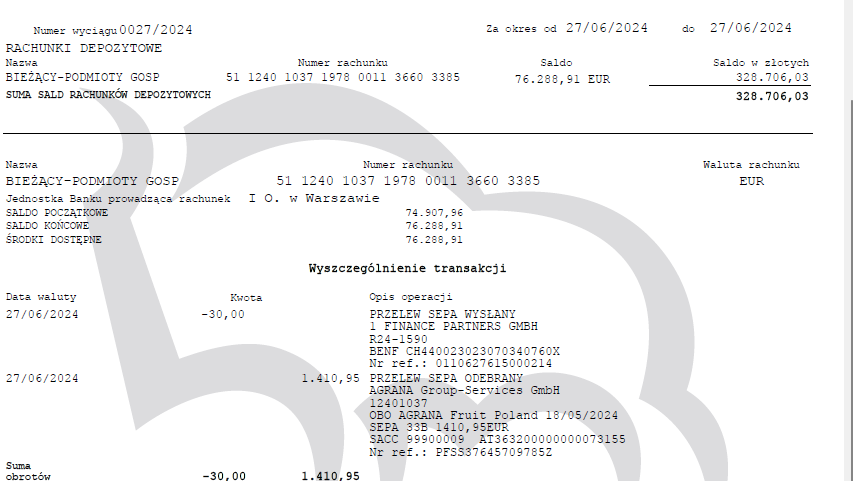 Numer wyciągu 0027/2024 Za okres od 27/06/2024 do 27/06/2024
RACHUNKI DEPOZYTOWE
Nazwa Numer rachunku Saldo Saldo w złotych
BIEŻĄCY-PODMIOTY GOSP 51 1240 1037 1978 0011 3660 3385 76.288,91 EUR 328.706,03
SUMA SALD RACHUNKÓW DEPOZYTOWYCH 328.706,03
Nazwa Numer rachunku Waluta rachunku
BIEŻĄCY-PODMIOTY GOSP 51 1240 1037 1978 0011 3660 3385 EUR
Jednostka Banku prowadząca rachunek I O. w Warszawie
SALDO POCZĄTKOWE 74.907,96
SALDO KOŃCOWE 76.288,91
ŚRODKI DOSTĘPNE 76.288,91
Wyszczególnienie transakcji
Data waluty Kwota Opis operacji
27/06/2024 -30,00 PRZELEW SEPA WYSŁANY
1 FINANCE PARTNERS GMBH
R24-1590
BENF CH440023023070340760X
Nr ref.: 0110627615000214
27/06/2024 1.410,95 PRZELEW SEPA ODEBRANY
AGRANA Group-Services GmbH
12401037
OBO AGRANA Fruit Poland 18/05/2024
SEPA 33B 1410,95EUR
SACC 99900009 AT363200000000073155
Nr ref.: PFSS37645709785Z
Suma
obrotów -30,00 1.410,95